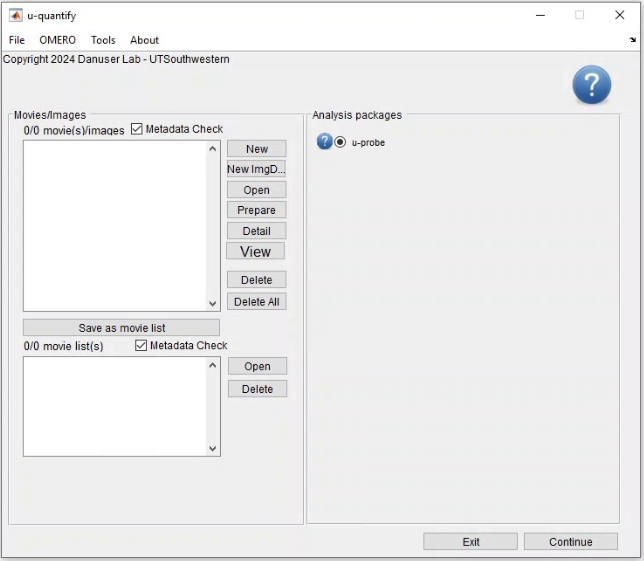 u-quantify
File OMERO Tools About
Copyright 2024 Danuser Lab - UTSouthwestern
?
Movies/Images
0/0 movie(s)/images Metadata Check
New
New ImgD...
Open
Prepare
Detail
View
Delete
Delete All
Save as movie list
0/0 movie list(s) Metadata Check
Open
Delete
Analysis packages
? u-probe
Exit Continue